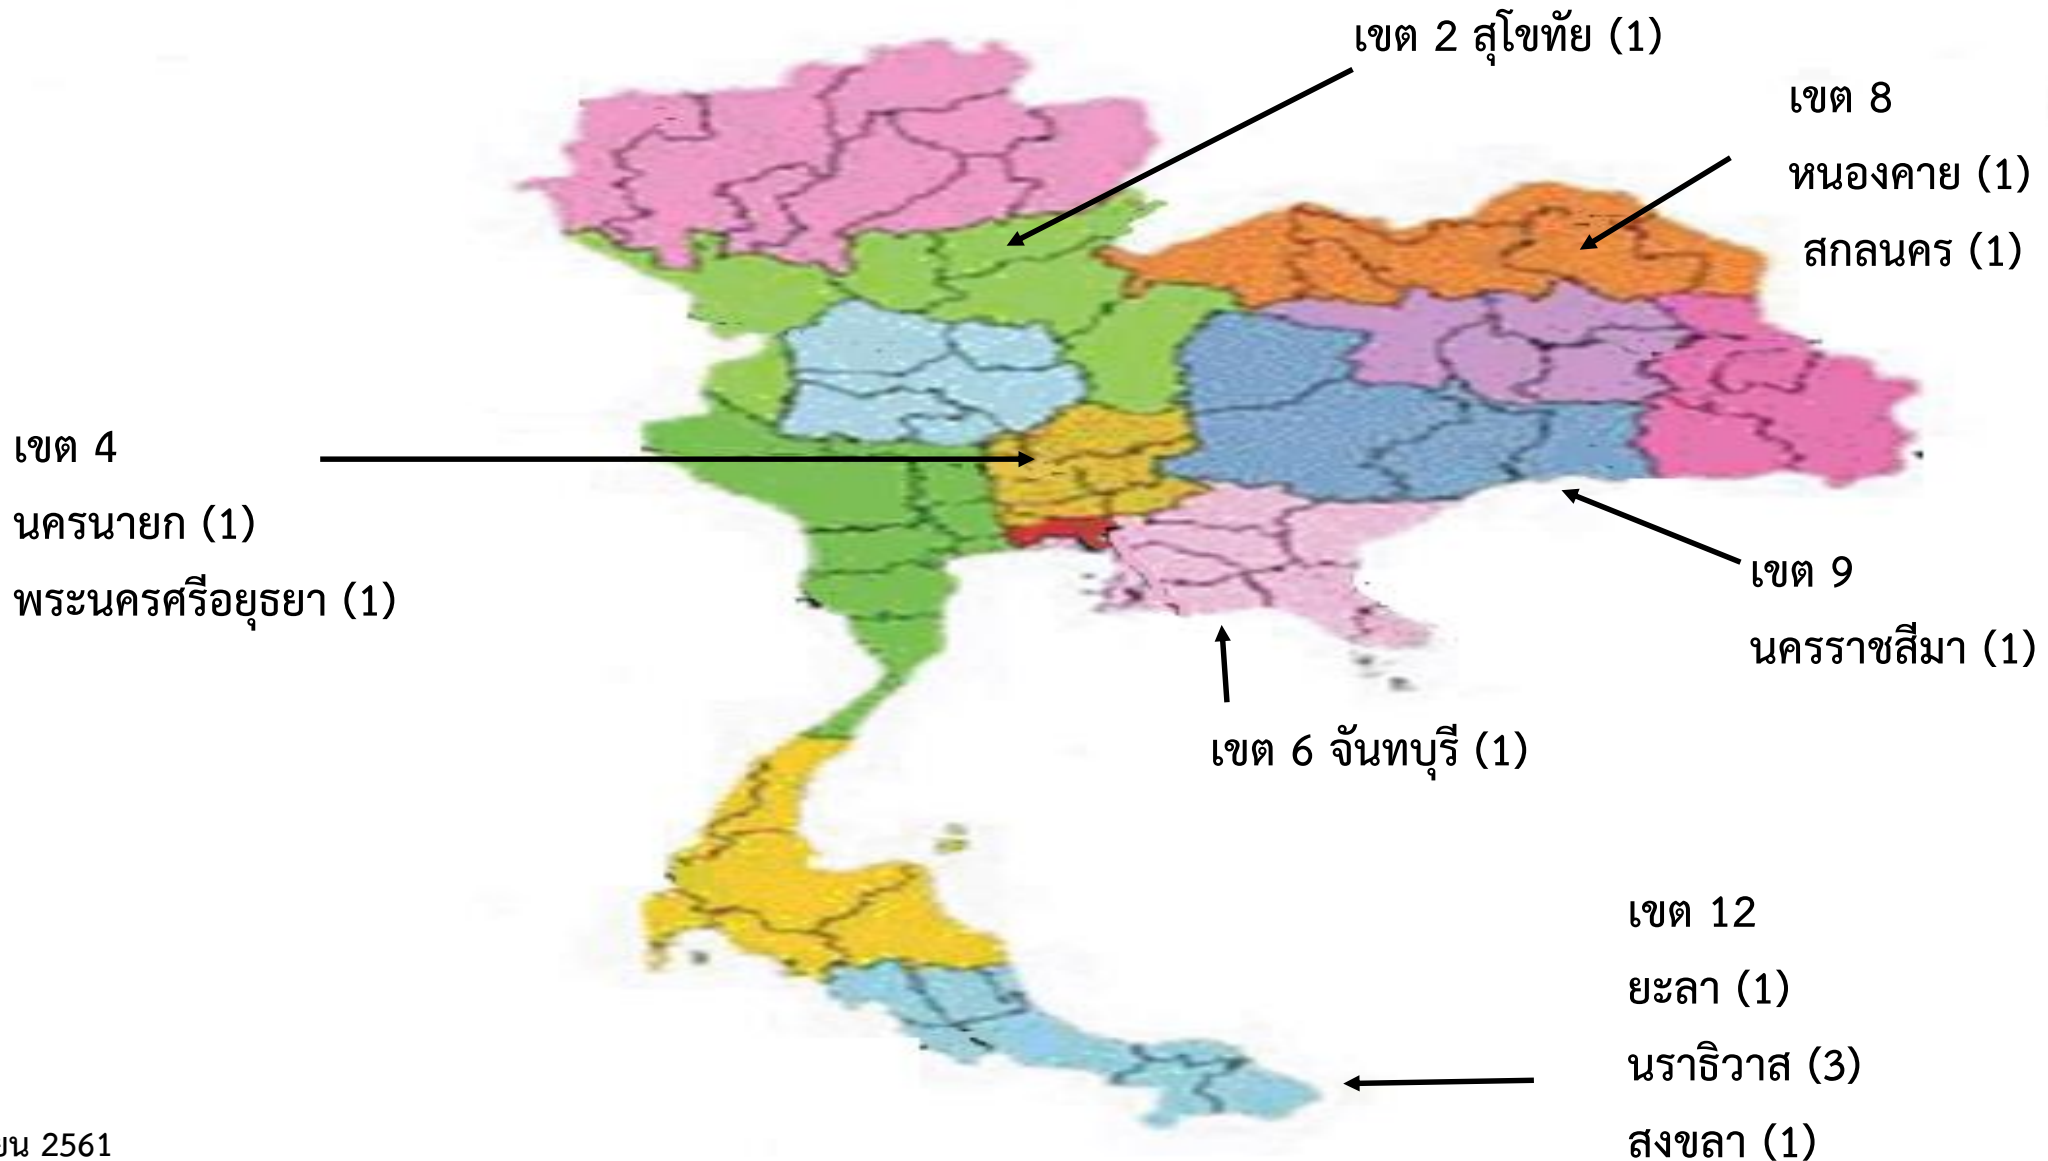 เขต 2 สุโขทัย (1)
เขต 8
หนองคาย (1)
สกลนคร (1)
เขต 4
นครนายก (1)
พระนครศรีอยุธยา (1)
เขต 9
นครราชสีมา (1)
เขต 6 จันทบุรี (1)
เขต 12
ยะลา (1)
นราธิวาส (3)
สงขลา (1)
2561